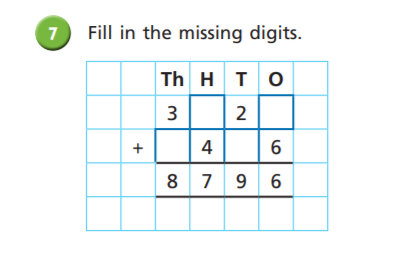 7 Fill in the missing digits.
Th H T O
3 2
+ 4 6
8 7 9 6